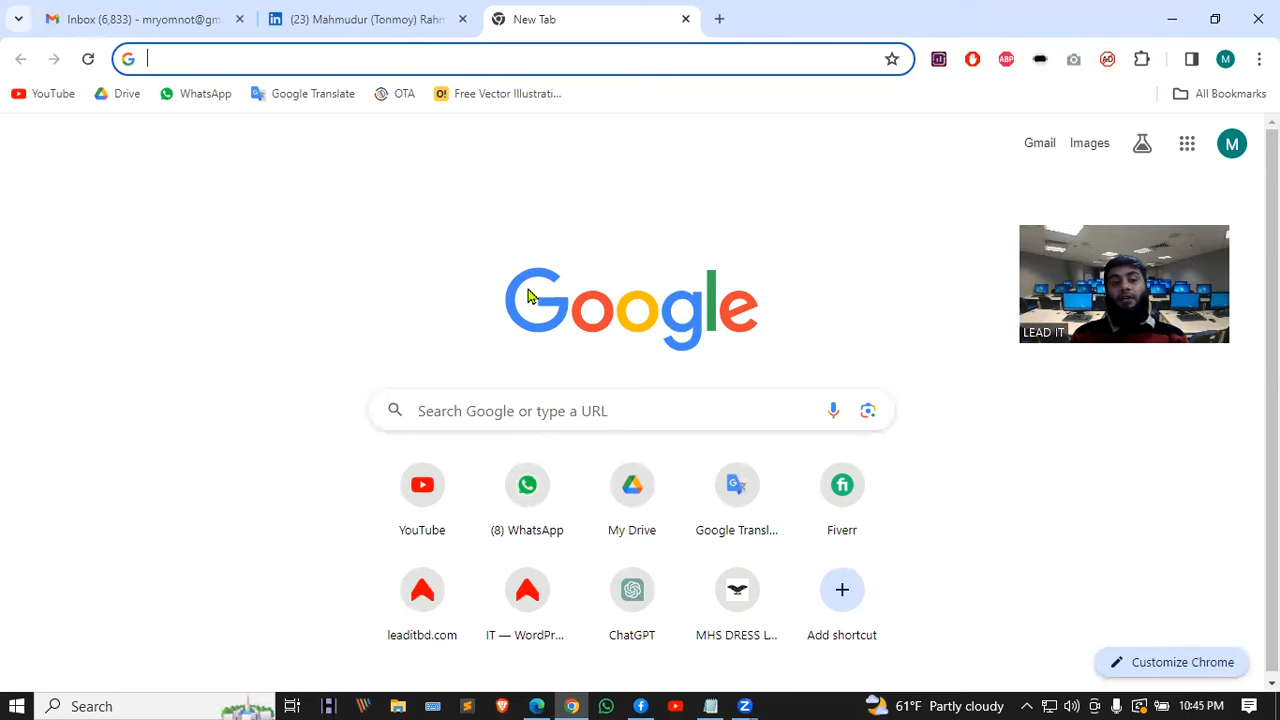 Inbox (6,833) - mryomnot@gm
(23) Mahmudur (Tonmoy) Rahm
New Tab
YouTube
Drive
WhatsApp
Google Translate
OTA
Free Vector Illustrati...
All Bookmarks
Gmail
Images
M
M
Google
LEAD IT
Search Google or type a URL
YouTube
(8) WhatsApp
My Drive
Google Transl...
Fiverr
leaditbd.com
IT — WordPr...
ChatGPT
MHS DRESS L...
Add shortcut
Customize Chrome
Search
61°F Partly cloudy
10:45 PM